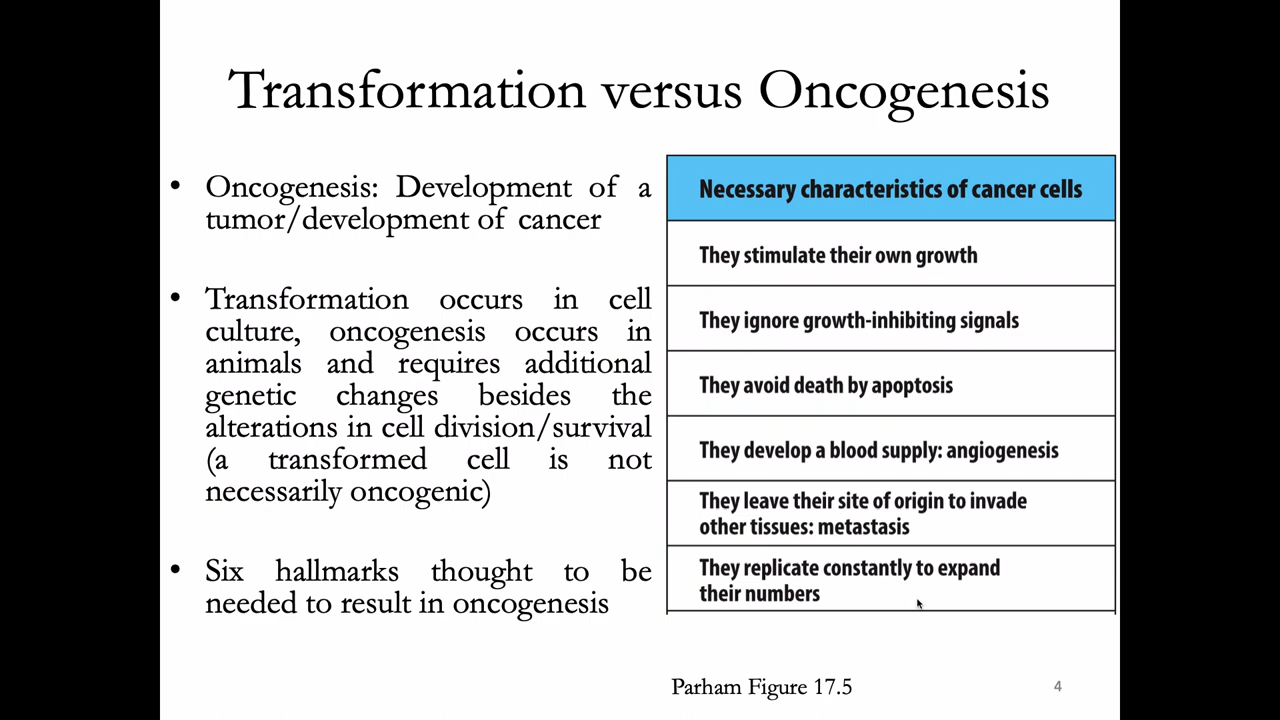 Transformation versus Oncogenesis
• Oncogenesis: Development of a
tumor/development of cancer
• Transformation occurs in cell
culture, oncogenesis occurs in
animals and requires additional
genetic changes besides the
alterations in cell division/survival
(a transformed cell is not
necessarily oncogenic)
• Six hallmarks thought to be
needed to result in oncogenesis
Necessary characteristics of cancer cells
They stimulate their own growth
They ignore growth-inhibiting signals
They avoid death by apoptosis
They develop a blood supply: angiogenesis
They leave their site of origin to invade
other tissues: metastasis
They replicate constantly to expand
their numbers
Parham Figure 17.5
4